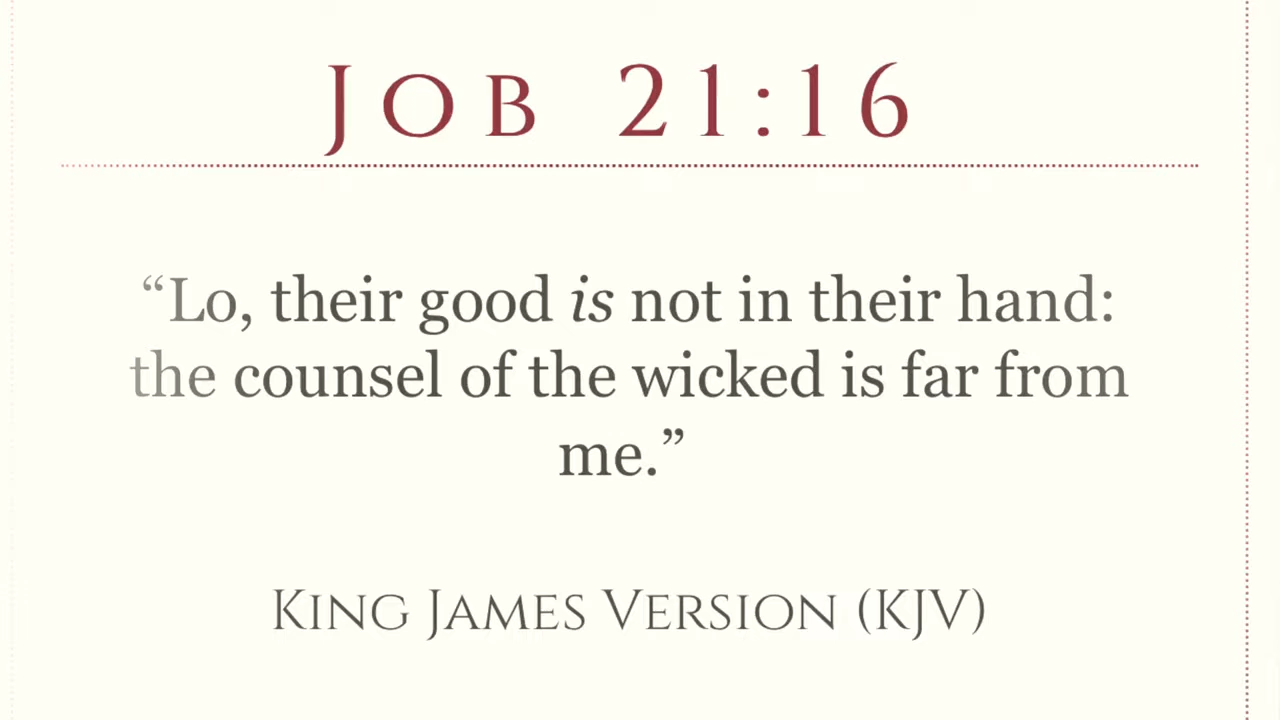 Job 21:16
“Lo, their good is not in their hand:
the counsel of the wicked is far from
me.”
King James Version (KJV)